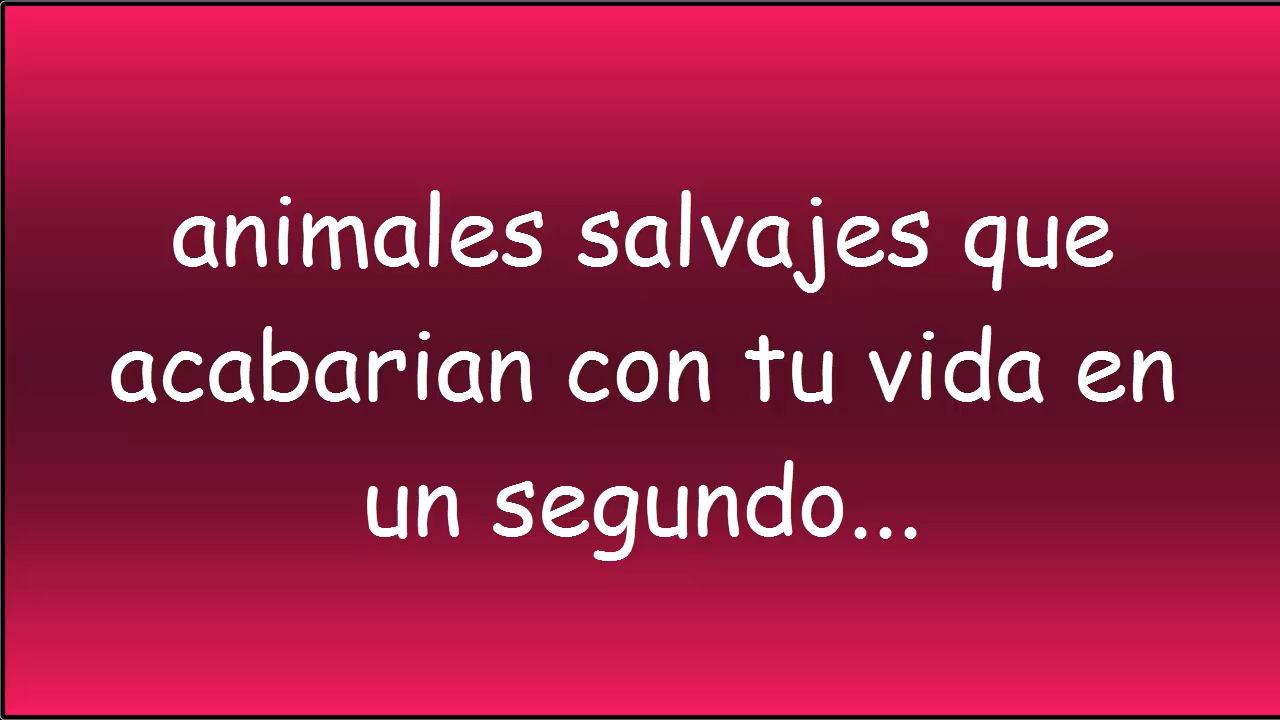 animales salvajes que
acabarian con tu vida en
un segundo...